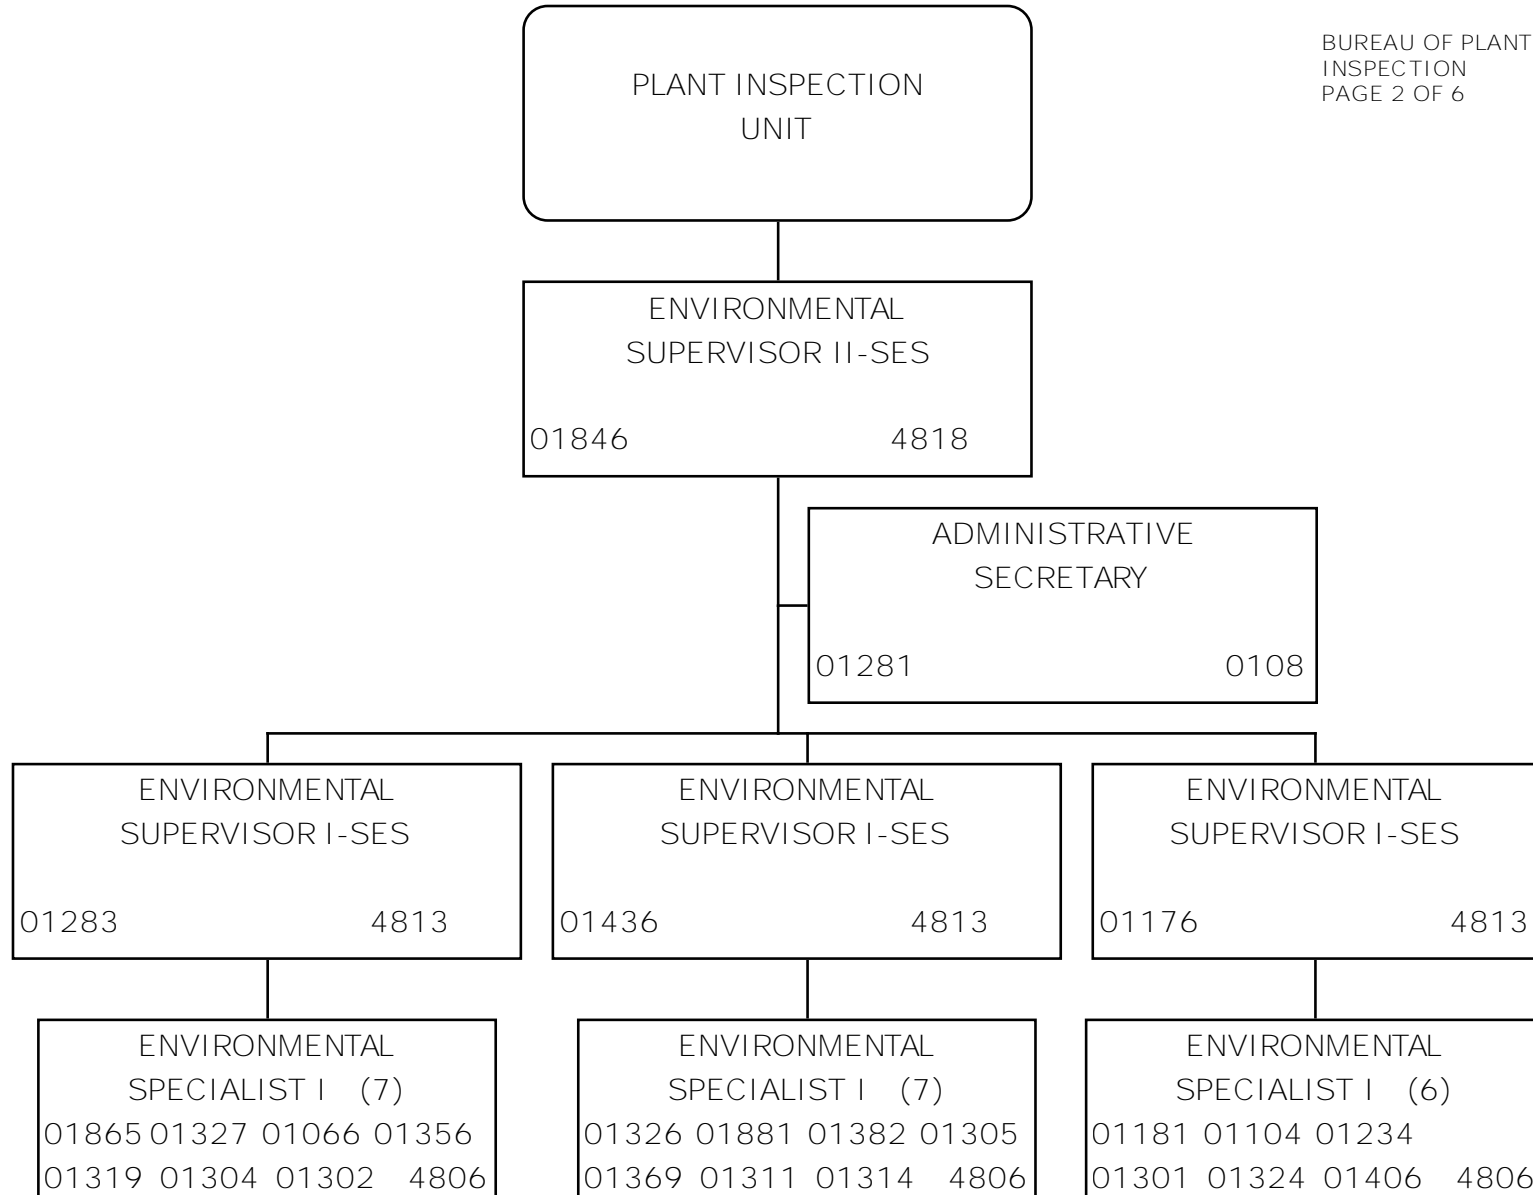 BUREAU OF PLANT
INSPECTION
PAGE 2 OF 6
PLANT INSPECTION
UNIT
ENVIRONMENTAL
SUPERVISOR II-SES
01846 4818
ADMINISTRATIVE
SECRETARY
01281 0108
ENVIRONMENTAL
SUPERVISOR I-SES
01283 4813
ENVIRONMENTAL
SUPERVISOR I-SES
01436 4813
ENVIRONMENTAL
SUPERVISOR I-SES
01176 4813
ENVIRONMENTAL
SPECIALIST I (7)
01865 01327 01066 01356
01319 01304 01302 4806
ENVIRONMENTAL
SPECIALIST I (7)
01326 01881 01382 01305
01369 01311 01314 4806
ENVIRONMENTAL
SPECIALIST I (6)
01181 01104 01234
01301 01324 01406 4806